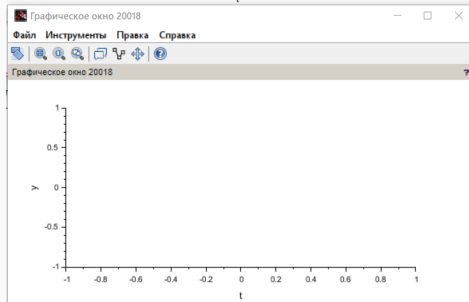 Графическое окно 20018
Файл Инструменты Правка Справка
Графическое окно 20018 ?
1
0.5
0
-0.5
-1
y
-1 -0.8 -0.6 -0.4 -0.2 0 0.2 0.4 0.6 0.8 1
t